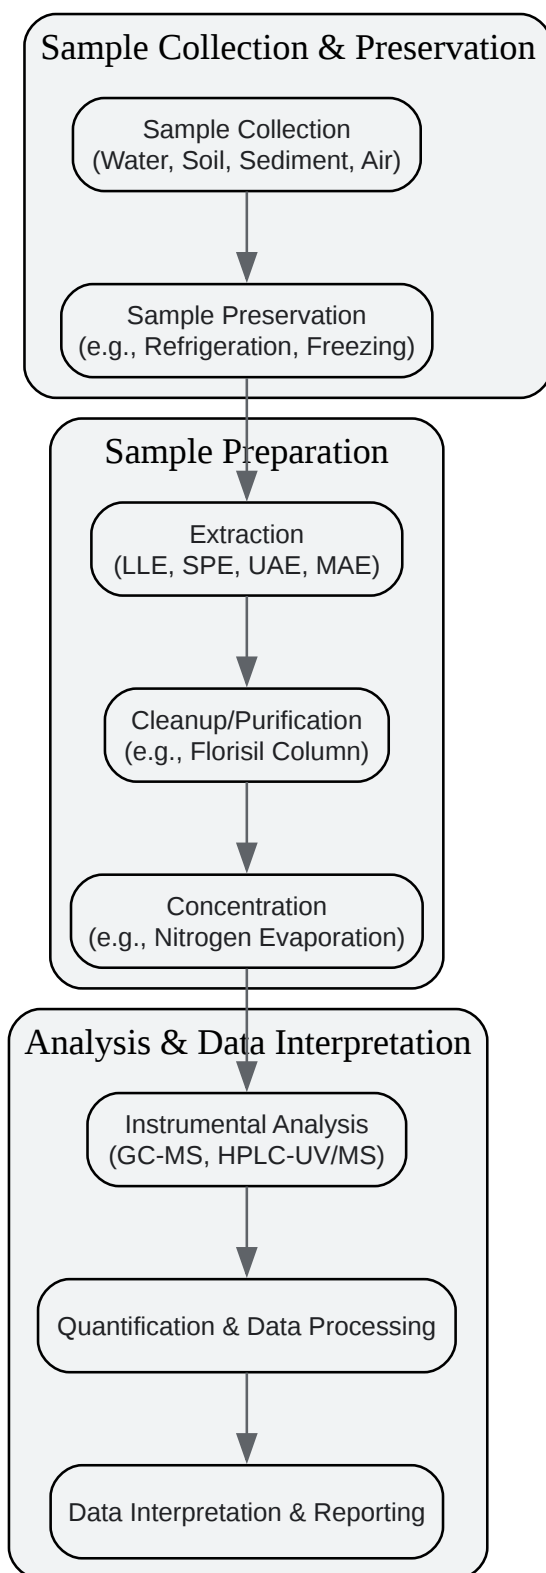 Sample Collection & Preservation
Sample Collection
(Water, Soil, Sediment, Air)
Sample Preservation
(e.g., Refrigeration, Freezing)
Sample Preparation
Extraction
(LLE, SPE, UAE, MAE)
Cleanup/Purification
(e.g., Florisil Column)
Concentration
(e.g., Nitrogen Evaporation)
Analysis & Data Interpretation
Instrumental Analysis
(GC-MS, HPLC-UV/MS)
Quantification & Data Processing
Data Interpretation & Reporting